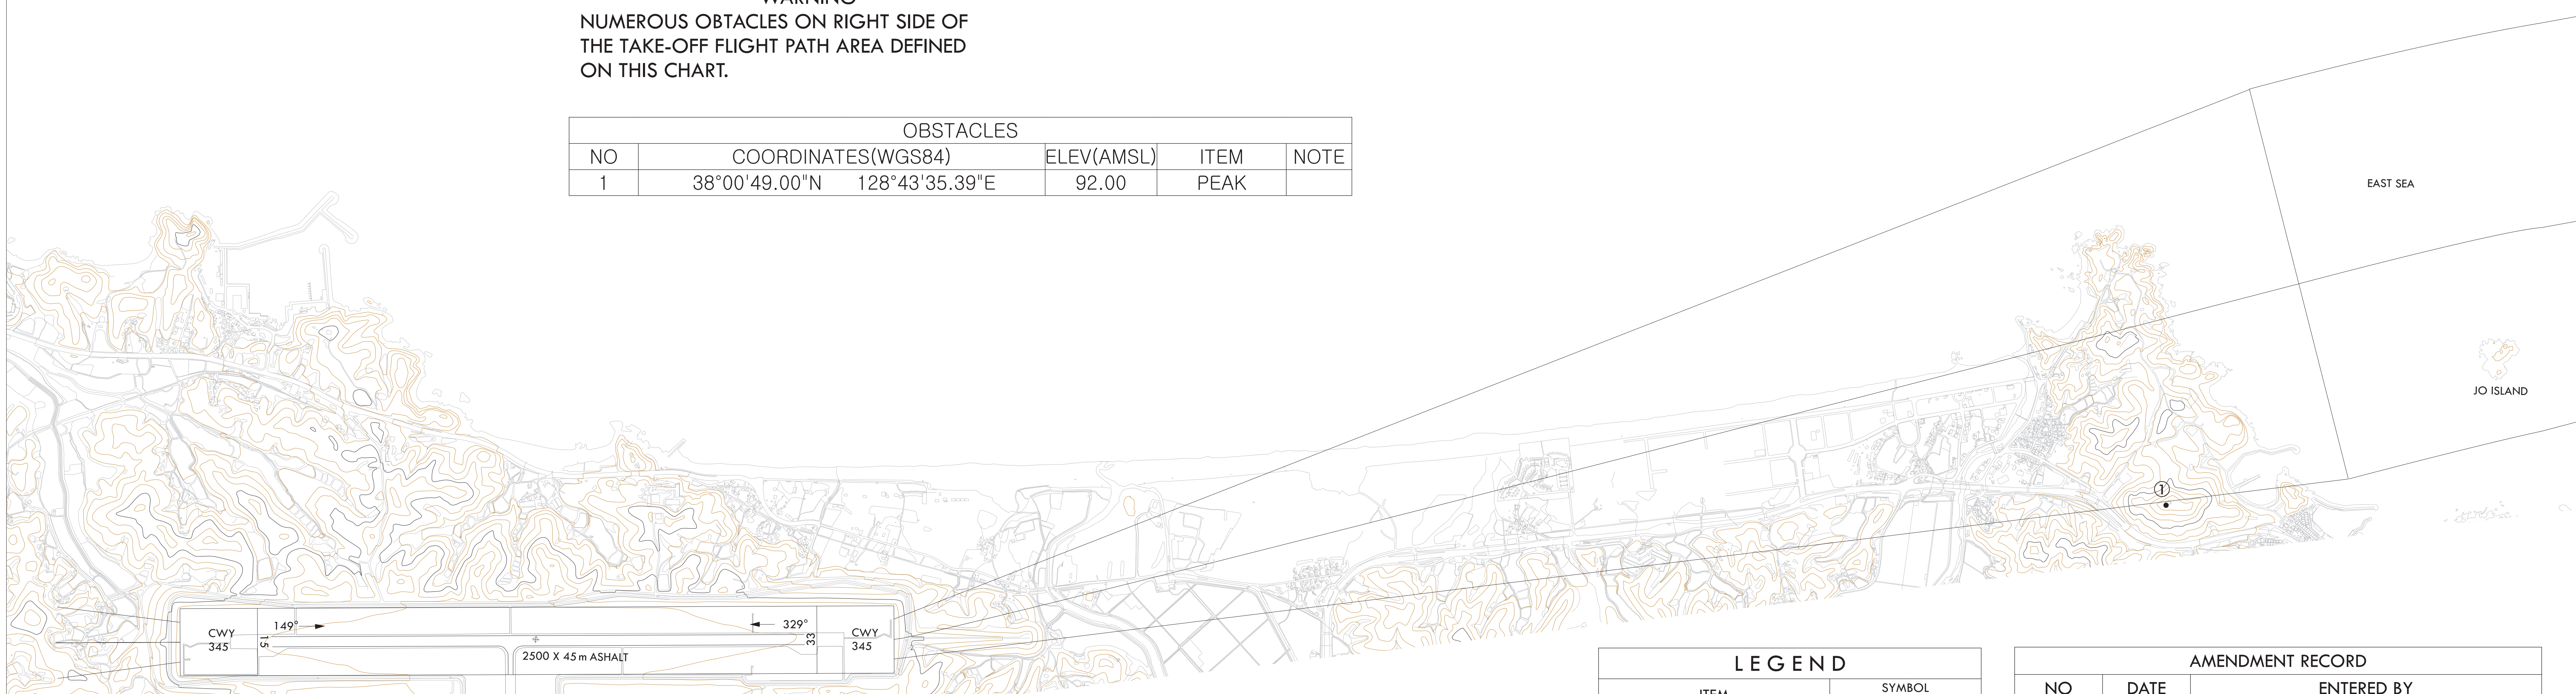 WARNING
NUMEROUS OBTACLES ON RIGHT SIDE OF
THE TAKE-OFF FLIGHT PATH AREA DEFINED
ON THIS CHART.
OBSTACLES
NO COORDINATES(WGS84) ELEV(AMSL) ITEM NOTE
1 38°00'49.00"N 128°43'35.39"E 92.00 PEAK
EAST SEA
JO ISLAND
1
CWY
345
15
149°
2500 X 45 m ASHALT
329°
33
CWY
345
LEGEND
ITEM SYMBOL
AMENDMENT RECORD
NO DATE ENTERED BY